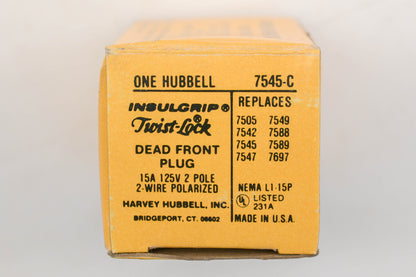 ONE HUBBELL 7545-C
INSULGRIP®
Twist-Lock®
DEAD FRONT
PLUG
15A 125V 2 POLE
2-WIRE POLARIZED
HARVEY HUBBELL, INC.
BRIDGEPORT, CT. 06602
REPLACES
7505 7549
7542 7588
7545 7589
7547 7697
NEMA L1-15P
UL LISTED
231A
MADE IN U.S.A.